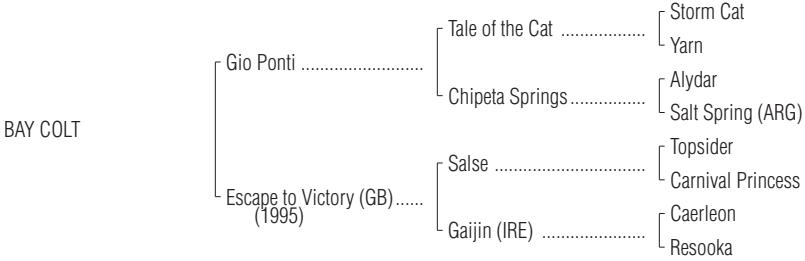 BAY COLT
Gio Ponti ..........................
Escape to Victory (GB)......
(1995)
Tale of the Cat ..................
Chipeta Springs................
Salse ................................
Gaijin (IRE) ......................
Storm Cat
Yarn
Alydar
Salt Spring (ARG)
Topsider
Carnival Princess
Caerleon
Resooka